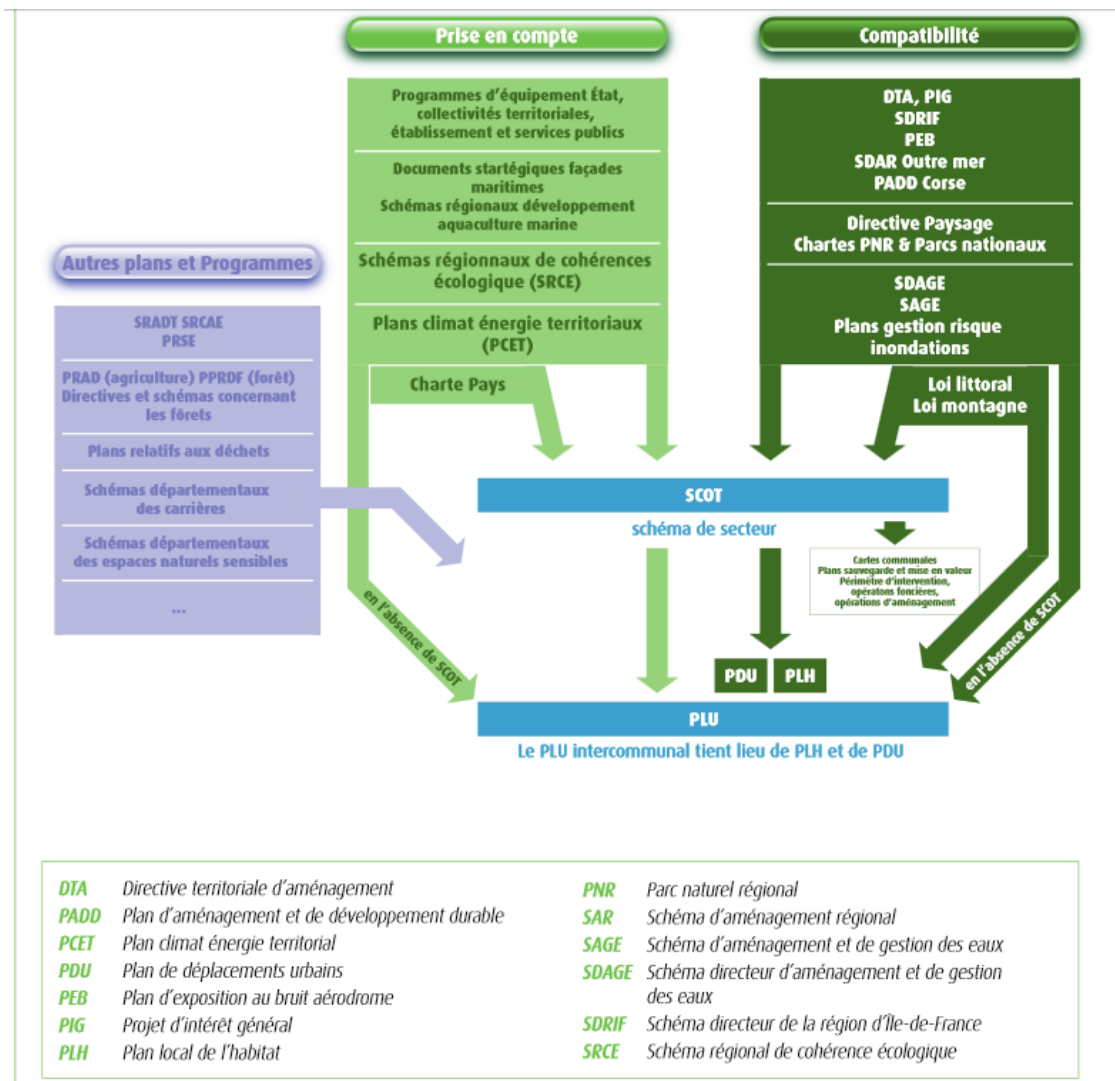 Prise en compte
Compatibilité
Programmes d'équipement État,
collectivités territoriales,
établissement et services publics
Documents startégiques façades
maritimes
Schémas régionaux développement
aquaculture marine
Schémas régionnaux de cohérences
écologique (SRCE)
Plans climat énergie territoriaux
(PCET)
Charte Pays
DTA, PIG
SDRIF
PEB
SDAR Outre mer
PADD Corse
Directive Paysage
Chartes PNR & Parcs nationaux
SDAGE
SAGE
Plans gestion risque
inondations
Loi littoral
Loi montagne
Autres plans et Programmes
SRADT SRCAE
PRSE
PRAD (agriculture) PPRDF (forêt)
Directives et schémas concernant
les fôrets
Plans relatifs aux déchets
Schémas départementaux
des carrières
Schémas départementaux
des espaces naturels sensibles
...
SCOT
schéma de secteur
Cartes communales
Plans sauvegarde et mise en valeur
Périmètre d'intervention,
opératons foncières,
opérations d'aménagement
en l'absence de SCOT
en l'absence de SCOT
PDU
PLH
PLU
Le PLU intercommunal tient lieu de PLH et de PDU
DTA Directive territoriale d'aménagement
PADD Plan d'aménagement et de développement durable
PCET Plan climat énergie territorial
PDU Plan de déplacements urbains
PEB Plan d'exposition au bruit aérodrome
PIG Projet d'intérêt général
PLH Plan local de l'habitat
PNR Parc naturel régional
SAR Schéma d'aménagement régional
SAGE Schéma d'aménagement et de gestion des eaux
SDAGE Schéma directeur d'aménagement et de gestion
des eaux
SDRIF Schéma directeur de la région d'Île-de-France
SRCE Schéma régional de cohérence écologique